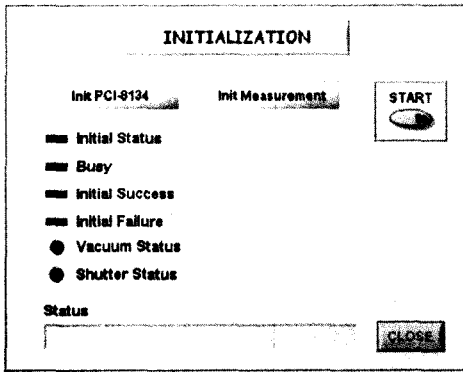 INITIALIZATION
Init PCI-8134 Init Measurement START
Initial Status
Busy
Initial Success
Initial Failure
Vacuum Status
Shutter Status
Status
CLOSE